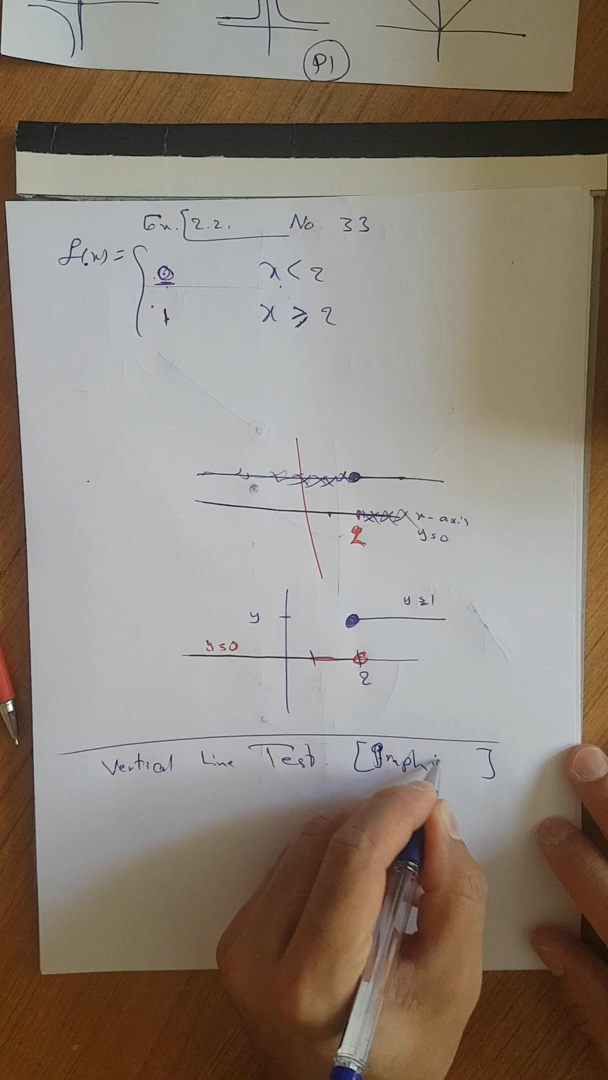 P1
Ex. 2.2. No 33
f(x) = { 0 x < 2
1 x ⩾ 2
x-axis
y=0
2
y y=1
y=0
2
Vertical Line Test. [Graphi ]